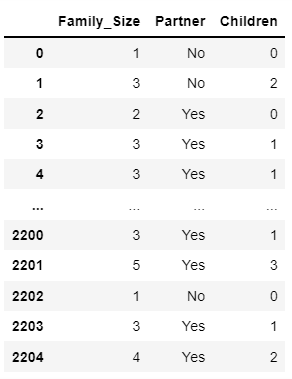 Family_Size Partner Children
0 1 No 0
1 3 No 2
2 2 Yes 0
3 3 Yes 1
4 3 Yes 1
... ... ... ...
2200 3 Yes 1
2201 5 Yes 3
2202 1 No 0
2203 3 Yes 1
2204 4 Yes 2